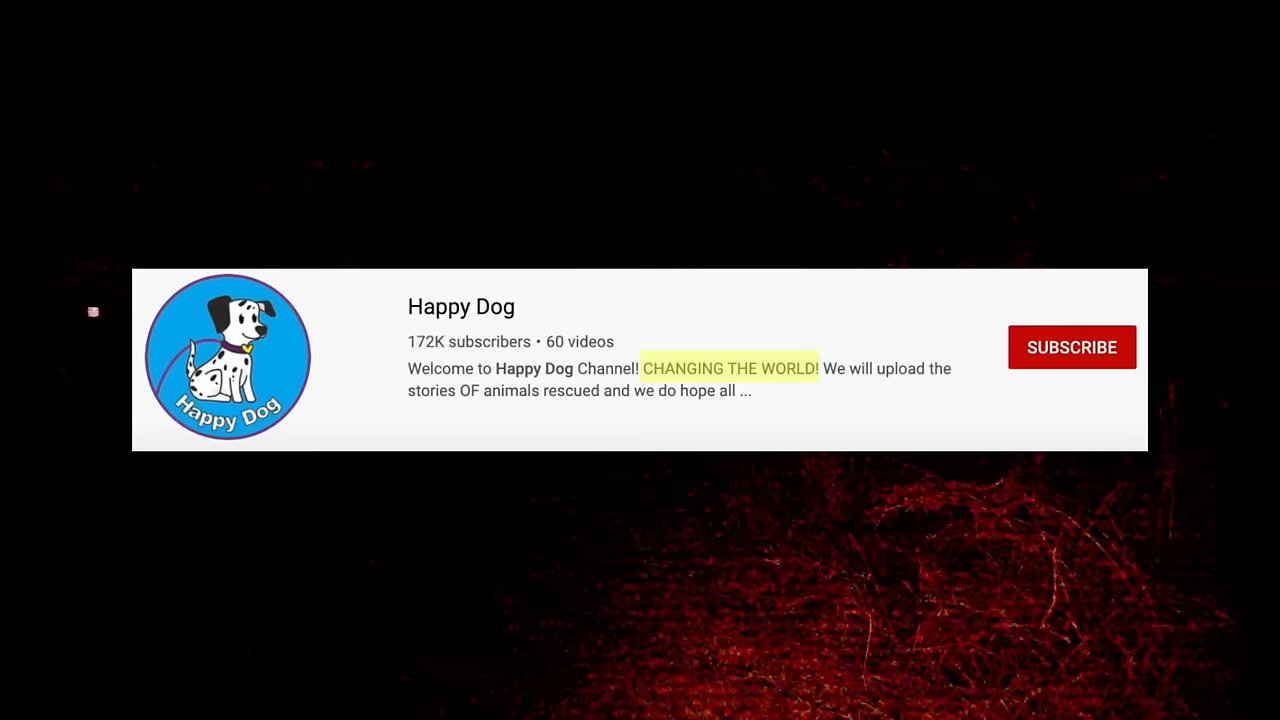 Happy Dog
Happy Dog
172K subscribers • 60 videos
Welcome to Happy Dog Channel! CHANGING THE WORLD! We will upload the
stories OF animals rescued and we do hope all ...
SUBSCRIBE